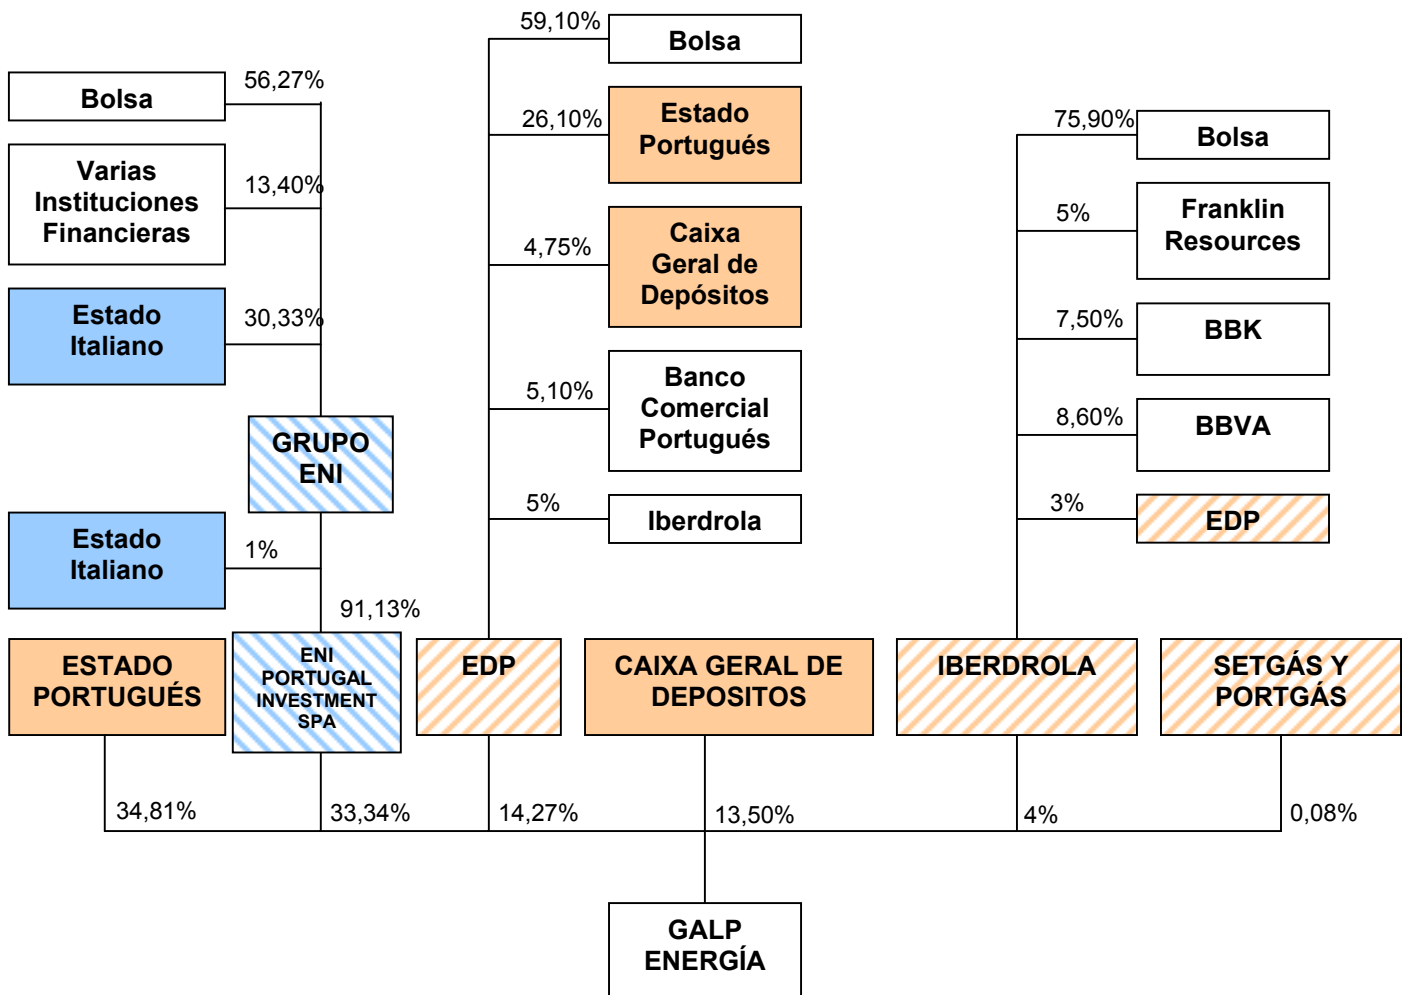 56,27%
Bolsa
13,40%
Varias
Instituciones
Financieras
30,33%
Estado
Italiano
GRUPO
ENI
1%
Estado
Italiano
91,13%
59,10%
Bolsa
26,10%
Estado
Portugués
4,75%
Caixa
Geral de
Depósitos
5,10%
Banco
Comercial
Portugués
5%
Iberdrola
75,90%
Bolsa
5%
Franklin
Resources
7,50%
BBK
8,60%
BBVA
3%
EDP
ESTADO
PORTUGUÉS
ENI
PORTUGAL
INVESTMENT
SPA
EDP
CAIXA GERAL DE
DEPOSITOS
IBERDROLA
SETGÁS Y
PORTGÁS
34,81%
33,34%
14,27%
13,50%
4%
0,08%
GALP
ENERGÍA